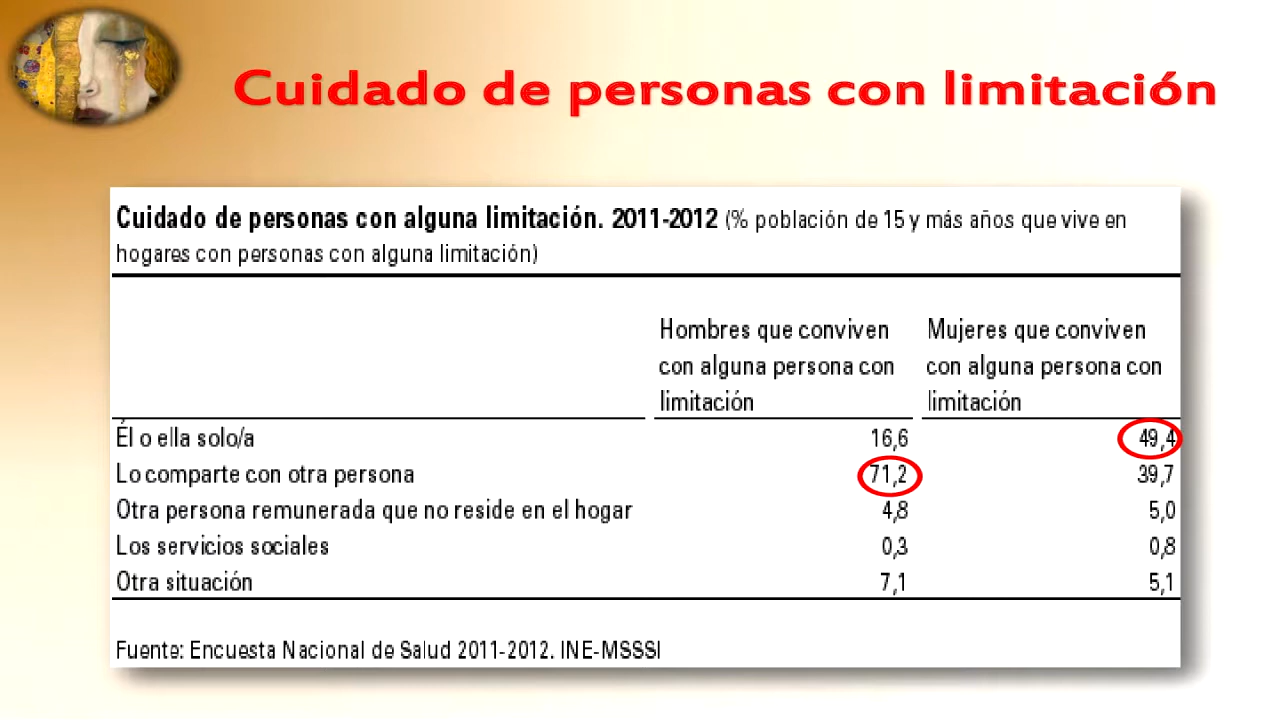 Cuidado de personas con limitación
Cuidado de personas con alguna limitación. 2011-2012 (% población de 15 y más años que vive en
hogares con personas con alguna limitación)
Hombres que conviven
con alguna persona con
limitación
Mujeres que conviven
con alguna persona con
limitación
Él o ella solo/a 16,6 49,4
Lo comparte con otra persona 71,2 39,7
Otra persona remunerada que no reside en el hogar 4,8 5,0
Los servicios sociales 0,3 0,8
Otra situación 7,1 5,1
Fuente: Encuesta Nacional de Salud 2011-2012. INE-MSSSI